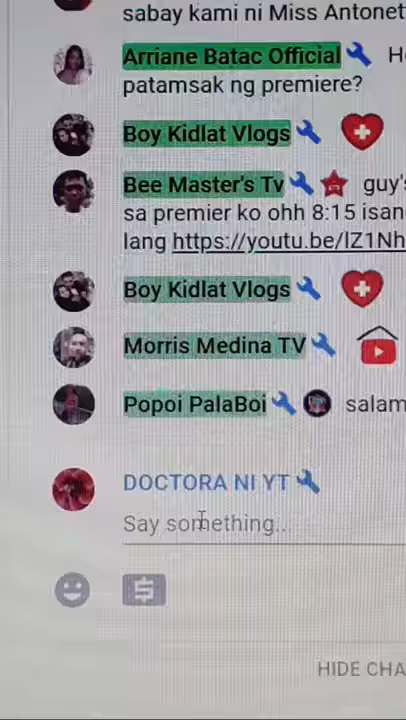 sabay kami ni Miss Antonet
Arriane Batac Official
patamsak ng premiere?
Boy Kidlat Vlogs
Bee Master's Tv guy's
sa premier ko ohh 8:15 isan
lang https://youtu.be/lZ1Nh
Boy Kidlat Vlogs
Morris Medina TV
Popoi PalaBoi salam
DOCTORA NI YT
Say something...
HIDE CHA